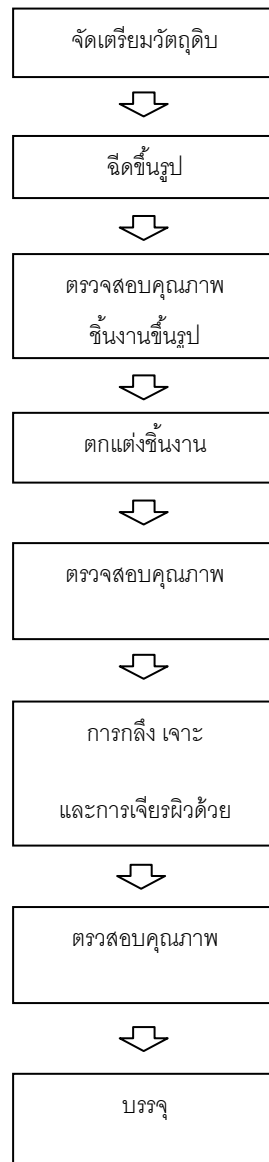 จัดเตรียมวัตถุดิบ
ฉีดขึ้นรูป
ตรวจสอบคุณภาพ
ชิ้นงานขึ้นรูป
ตกแต่งชิ้นงาน
ตรวจสอบคุณภาพ
การกลึง เจาะ
และการเจียรผิวด้วย
ตรวสอบคุณภาพ
บรรจุ